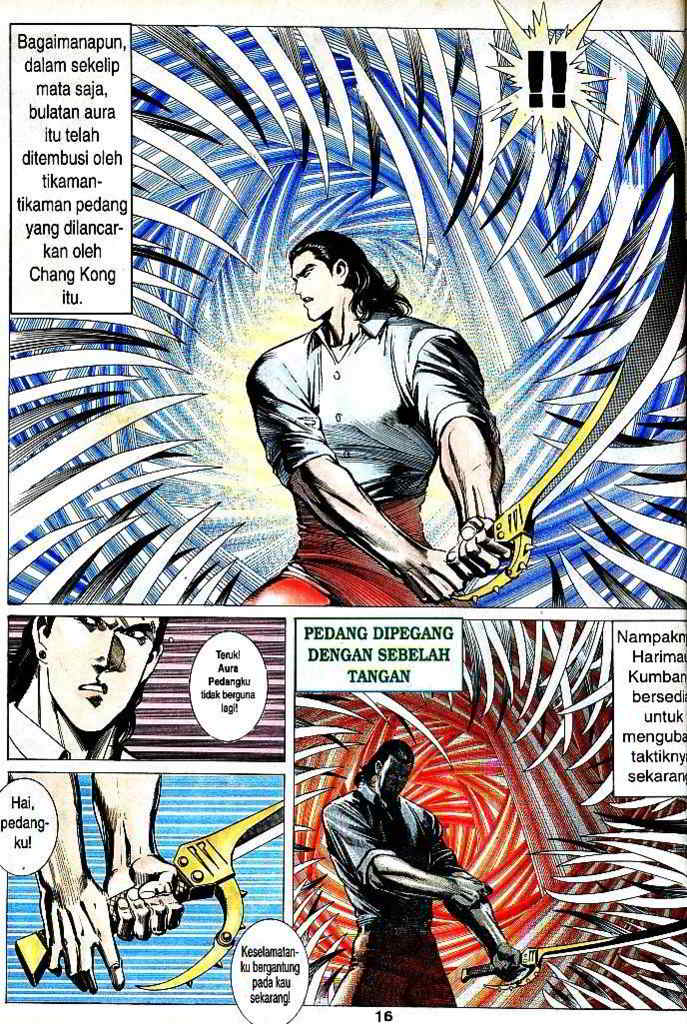 Bagaimanapun,
dalam sekelip
mata saja,
bulatan aura
itu telah
ditembusi oleh
tikaman-
tikaman pedang
yang dilancar-
kan oleh
Chang Kong
itu.
!!
Teruk!
Aura
Pedangku
tidak berguna
lagi!
PEDANG DIPEGANG
DENGAN SEBELAH
TANGAN
Hai,
pedang-
ku!
Keselamatan-
ku bergantung
pada kau
sekarang!
untuk
16